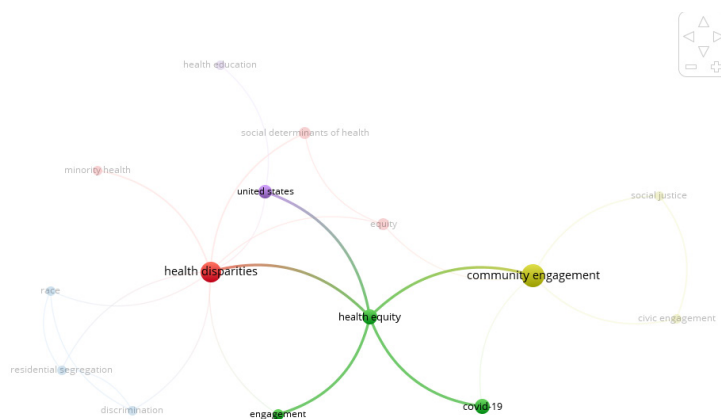 health education
social determinants of health
minority health
united states
social justice
equity
health disparities
community engagement
race
health equity
civic engagement
residential segregation
discrimination
engagement
covid-19